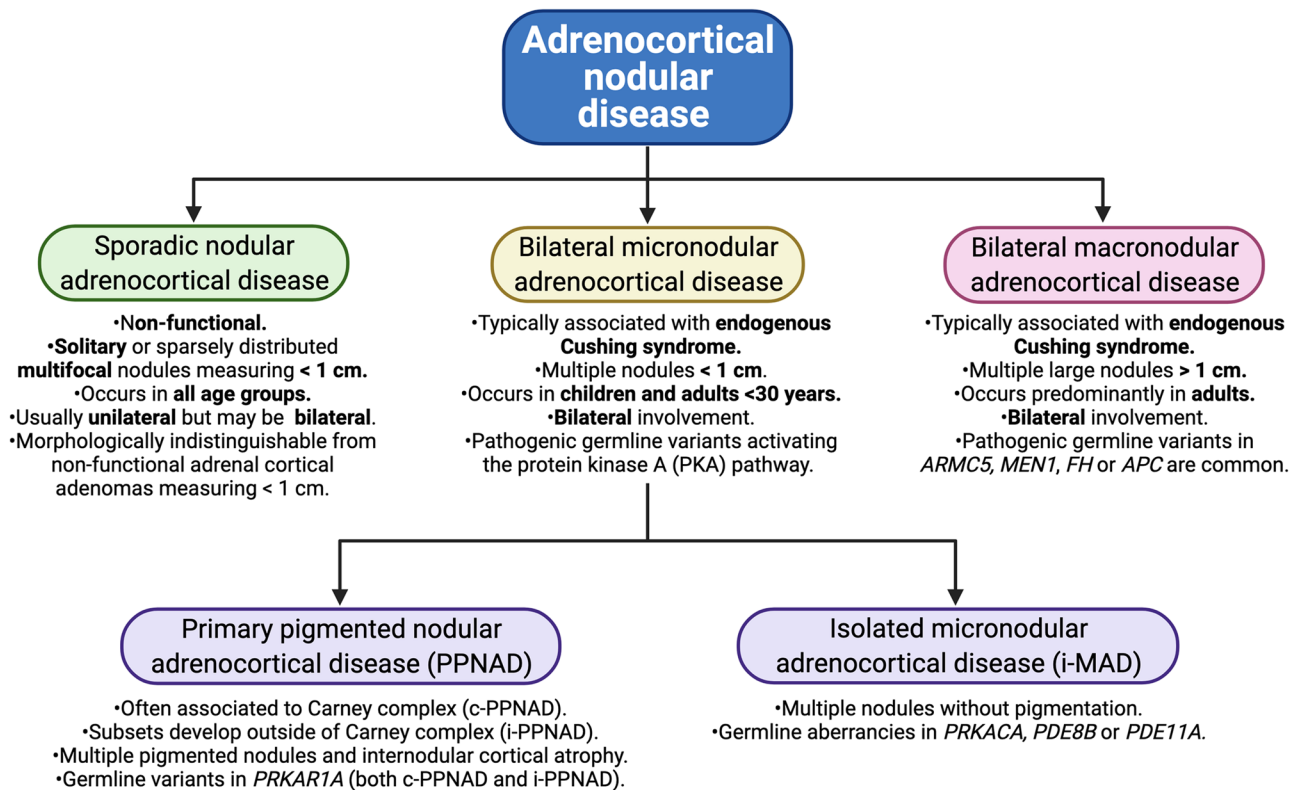 Adrenocortical
nodular
disease
Sporadic nodular
adrenocortical disease
•Non-functional.
•Solitary or sparsely distributed
multifocal nodules measuring < 1 cm.
•Occurs in all age groups.
•Usually unilateral but may be bilateral.
•Morphologically indistinguishable from
non-functional adrenal cortical
adenomas measuring < 1 cm.
Bilateral micronodular
adrenocortical disease
•Typically associated with endogenous
Cushing syndrome.
•Multiple nodules < 1 cm.
•Occurs in children and adults <30 years.
•Bilateral involvement.
•Pathogenic germline variants activating
the protein kinase A (PKA) pathway.
Bilateral macronodular
adrenocortical disease
•Typically associated with endogenous
Cushing syndrome.
•Multiple large nodules > 1 cm.
•Occurs predominantly in adults.
•Bilateral involvement.
•Pathogenic germline variants in
ARMC5, MEN1, FH or APC are common.
Primary pigmented nodular
adrenocortical disease (PPNAD)
•Often associated to Carney complex (c-PPNAD).
•Subsets develop outside of Carney complex (i-PPNAD).
•Multiple pigmented nodules and internodular cortical atrophy.
•Germline variants in PRKAR1A (both c-PPNAD and i-PPNAD).
Isolated micronodular
adrenocortical disease (i-MAD)
•Multiple nodules without pigmentation.
•Germline aberrancies in PRKACA, PDE8B or PDE11A.